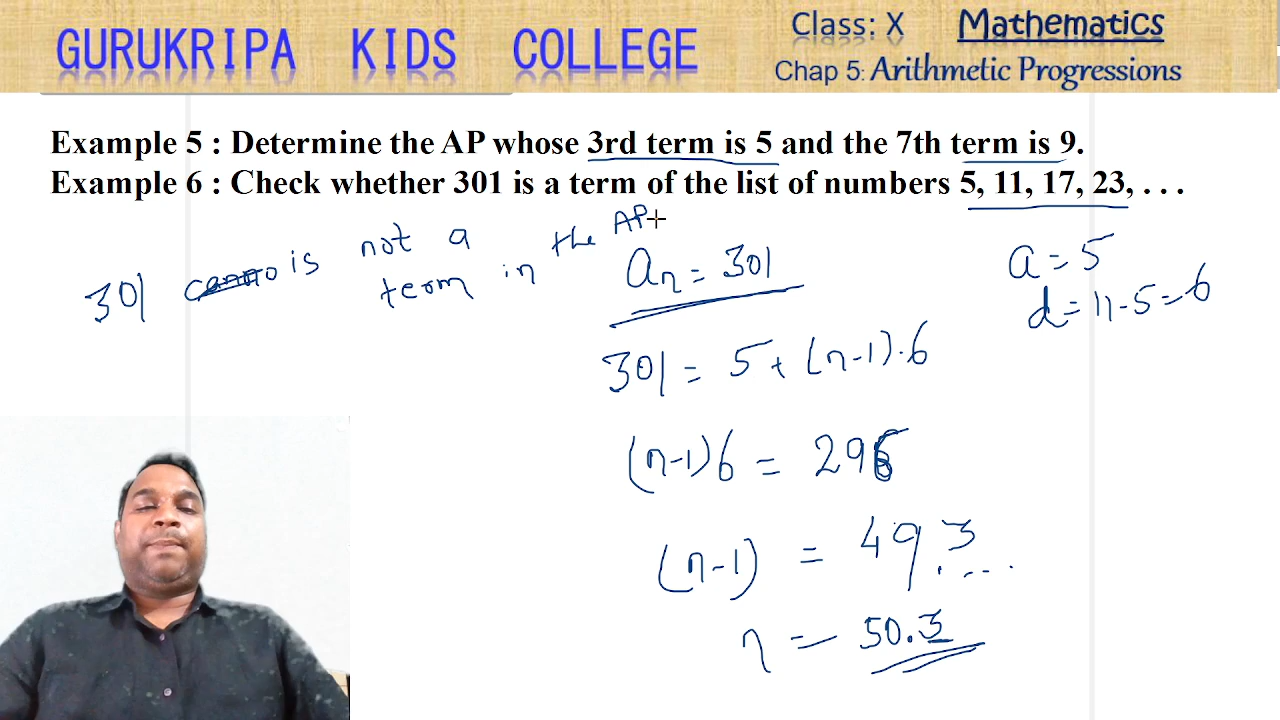 GURUKRIPA KIDS COLLEGE
Class: X Mathematics
Chap 5: Arithmetic Progressions
Example 5 : Determine the AP whose 3rd term is 5 and the 7th term is 9.
Example 6 : Check whether 301 is a term of the list of numbers 5, 11, 17, 23, . . .
301 is not a
term in the AP
an = 301
a = 5
d = 11-5 = 6
301 = 5 + (n-1).6
(n-1)6 = 296
(n-1) = 49.3...
n = 50.3